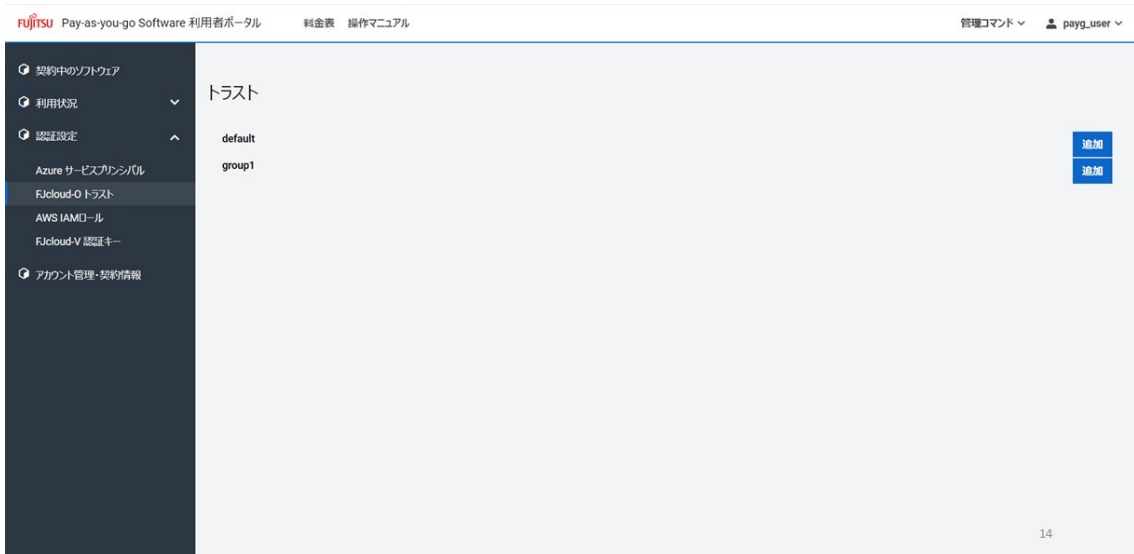 FUJITSU Pay-as-you-go Software 利用者ポータル 料金表 操作マニュアル 管理コマンド payg_user
契約中のソフトウェア
利用状況
認証設定
Azure サービスプリンシパル
FJcloud-O トラスト
AWS IAMロール
FJcloud-V 認証キー
アカウント管理・契約情報
トラスト
default 追加
group1 追加
14